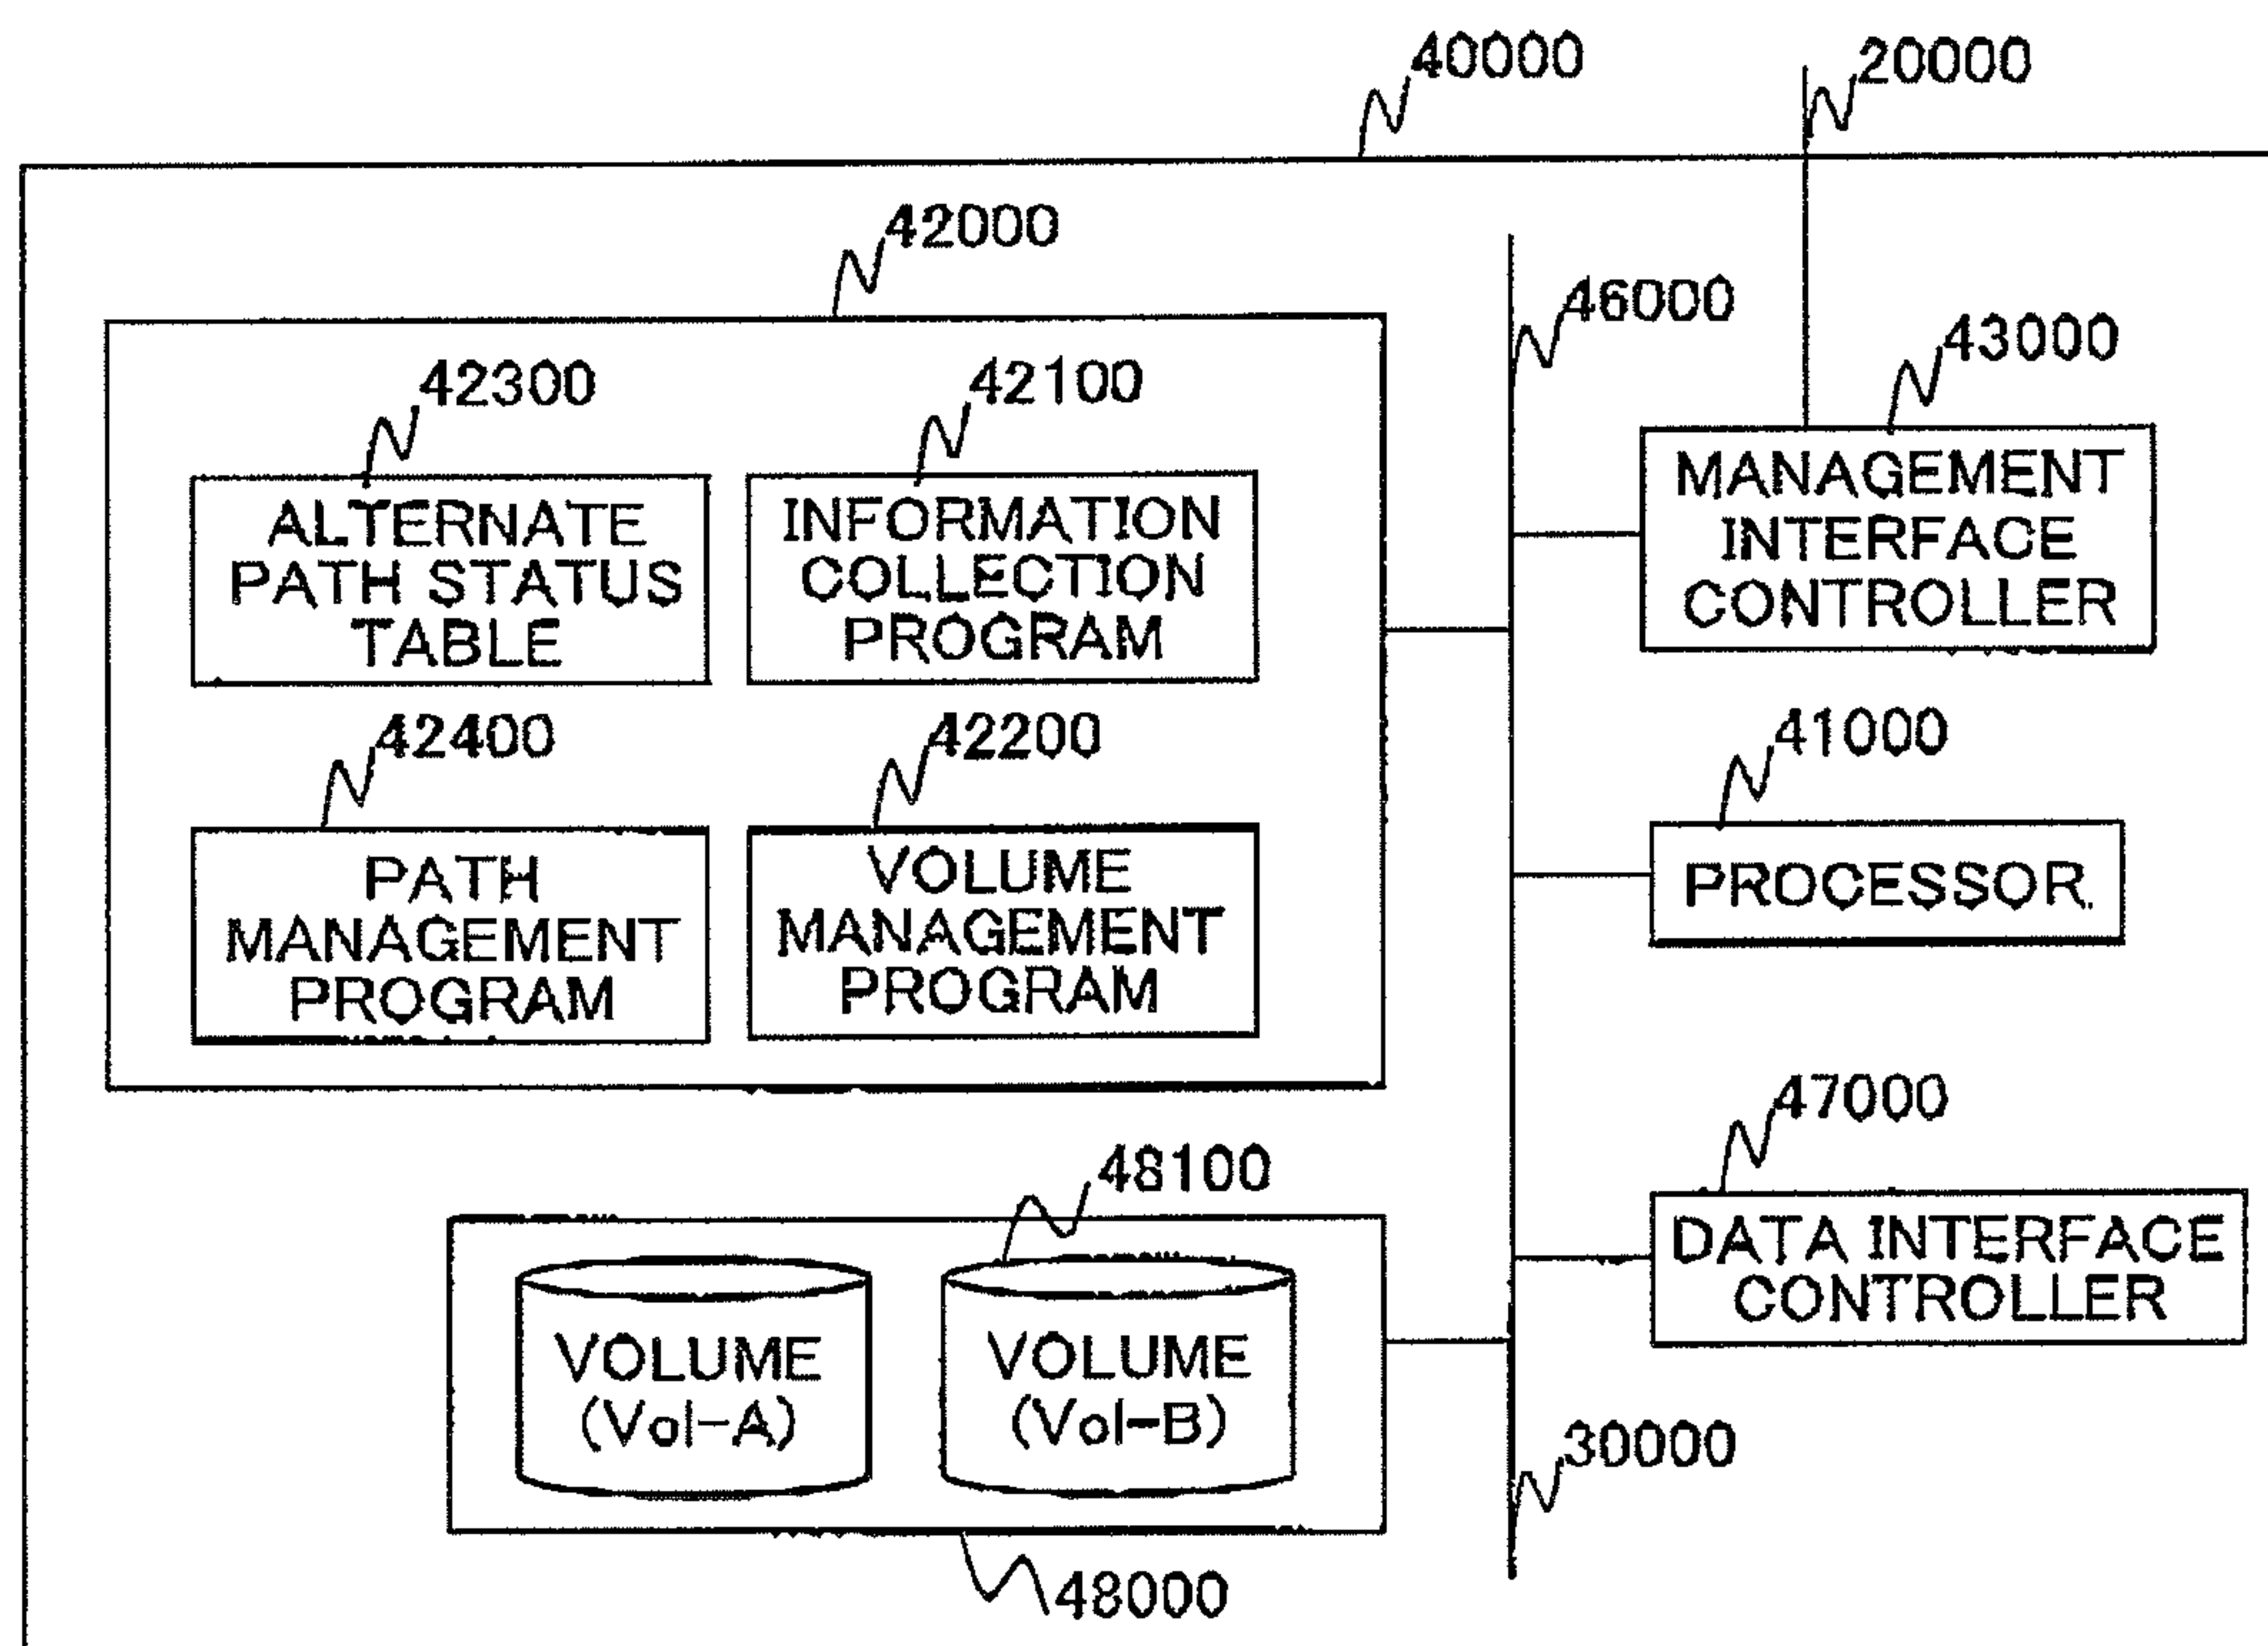 40000
20000
42000
46000
43000
42300
42100
ALTERNATE
PATH STATUS
TABLE
INFORMATION
COLLECTION
PROGRAM
MANAGEMENT
INTERFACE
CONTROLLER
42400
42200
41000
PATH
MANAGEMENT
PROGRAM
VOLUME
MANAGEMENT
PROGRAM
PROCESSOR
47000
48100
DATA INTERFACE
CONTROLLER
VOLUME
(Vol-A)
VOLUME
(Vol-B)
30000
48000